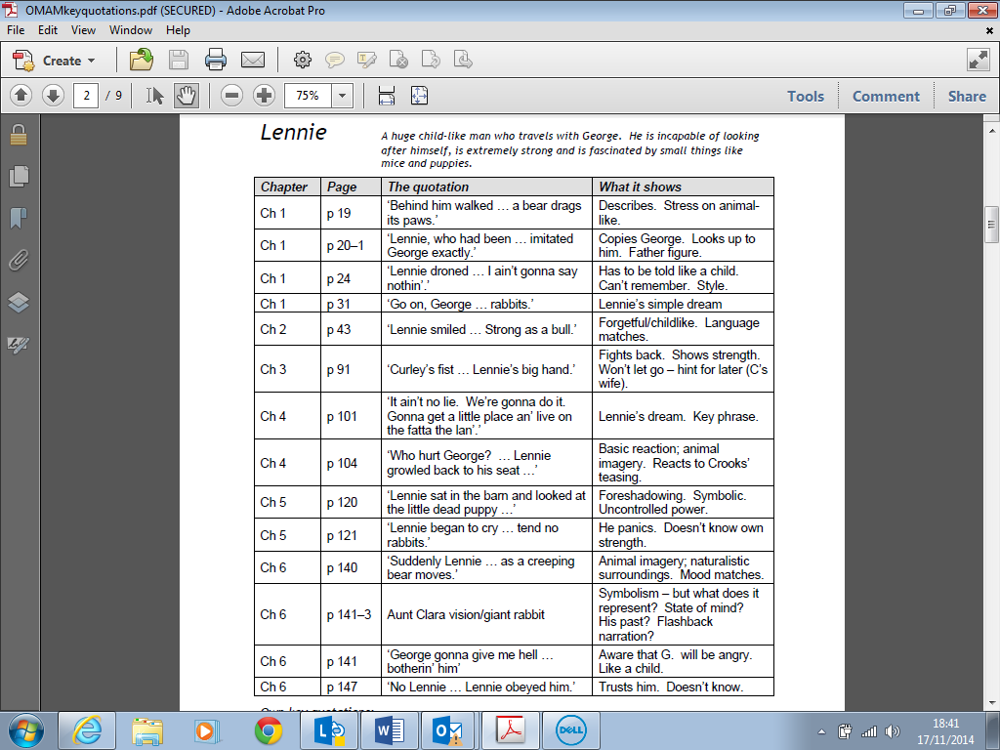 OMAMkeyquotations.pdf (SECURED) - Adobe Acrobat Pro
File Edit View Window Help
Create
2 / 9 75% Tools Comment Share
Lennie
A huge child-like man who travels with George. He is incapable of looking
after himself, is extremely strong and is fascinated by small things like
mice and puppies.
Chapter Page The quotation What it shows
Ch 1 p 19 ‘Behind him walked … a bear drags
its paws.’
Describes. Stress on animal-
like.
Ch 1 p 20–1 ‘Lennie, who had been … imitated
George exactly.’
Copies George. Looks up to
him. Father figure.
Ch 1 p 24 ‘Lennie droned … I ain’t gonna say
nothin’.’
Has to be told like a child.
Can’t remember. Style.
Ch 1 p 31 ‘Go on, George … rabbits.’ Lennie’s simple dream
Ch 2 p 43 ‘Lennie smiled … Strong as a bull.’
Forgetful/childlike. Language
matches.
Ch 3 p 91 ‘Curley’s fist … Lennie’s big hand.’
Fights back. Shows strength.
Won’t let go – hint for later (C’s
wife).
Ch 4 p 101
‘It ain’t no lie. We’re gonna do it.
Gonna get a little place an’ live on
the fatta the lan’.’
Lennie’s dream. Key phrase.
Ch 4 p 104
‘Who hurt George? … Lennie
growled back to his seat …’
Basic reaction; animal
imagery. Reacts to Crooks’
teasing.
Ch 5 p 120 ‘Lennie sat in the barn and looked at
the little dead puppy …’
Foreshadowing. Symbolic.
Uncontrolled power.
Ch 5 p 121 ‘Lennie began to cry … tend no
rabbits.’
He panics. Doesn’t know own
strength.
Ch 6 p 140 ‘Suddenly Lennie … as a creeping
bear moves.’
Animal imagery; naturalistic
surroundings. Mood matches.
Ch 6 p 141–3 Aunt Clara vision/giant rabbit
Symbolism – but what does it
represent? State of mind?
His past? Flashback
narration?
Ch 6 p 141 ‘George gonna give me hell …
botherin’ him’
Aware that G. will be angry.
Like a child.
Ch 6 p 147 ‘No Lennie … Lennie obeyed him.’ Trusts him. Doesn’t know.
Own key quotations:
DELL
18:41
17/11/2014